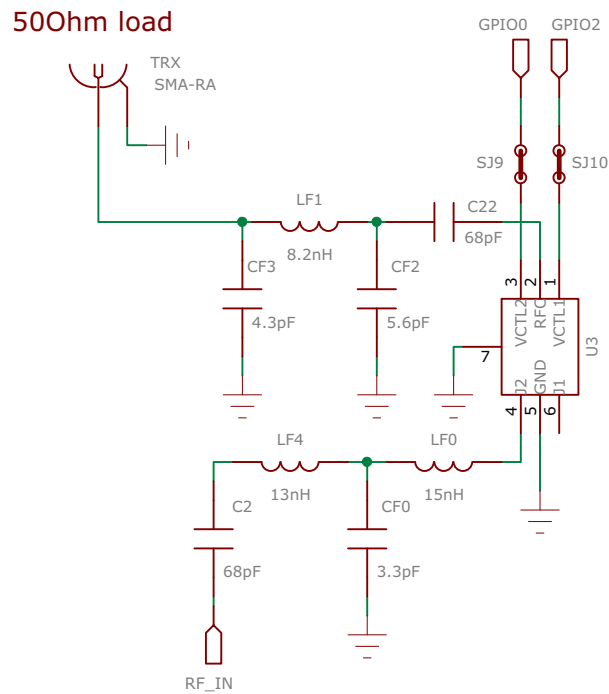 50Ohm load
TRX
SMA-RA
GPIO0
GPIO2
SJ9
SJ10
LF1
8.2nH
C22
68pF
CF3
4.3pF
CF2
5.6pF
3
2
1
VCTL2
RFC
VCTL1
U3
7
J2
GND
J1
4
5
6
LF4
13nH
LF0
15nH
C2
68pF
CF0
3.3pF
RF_IN